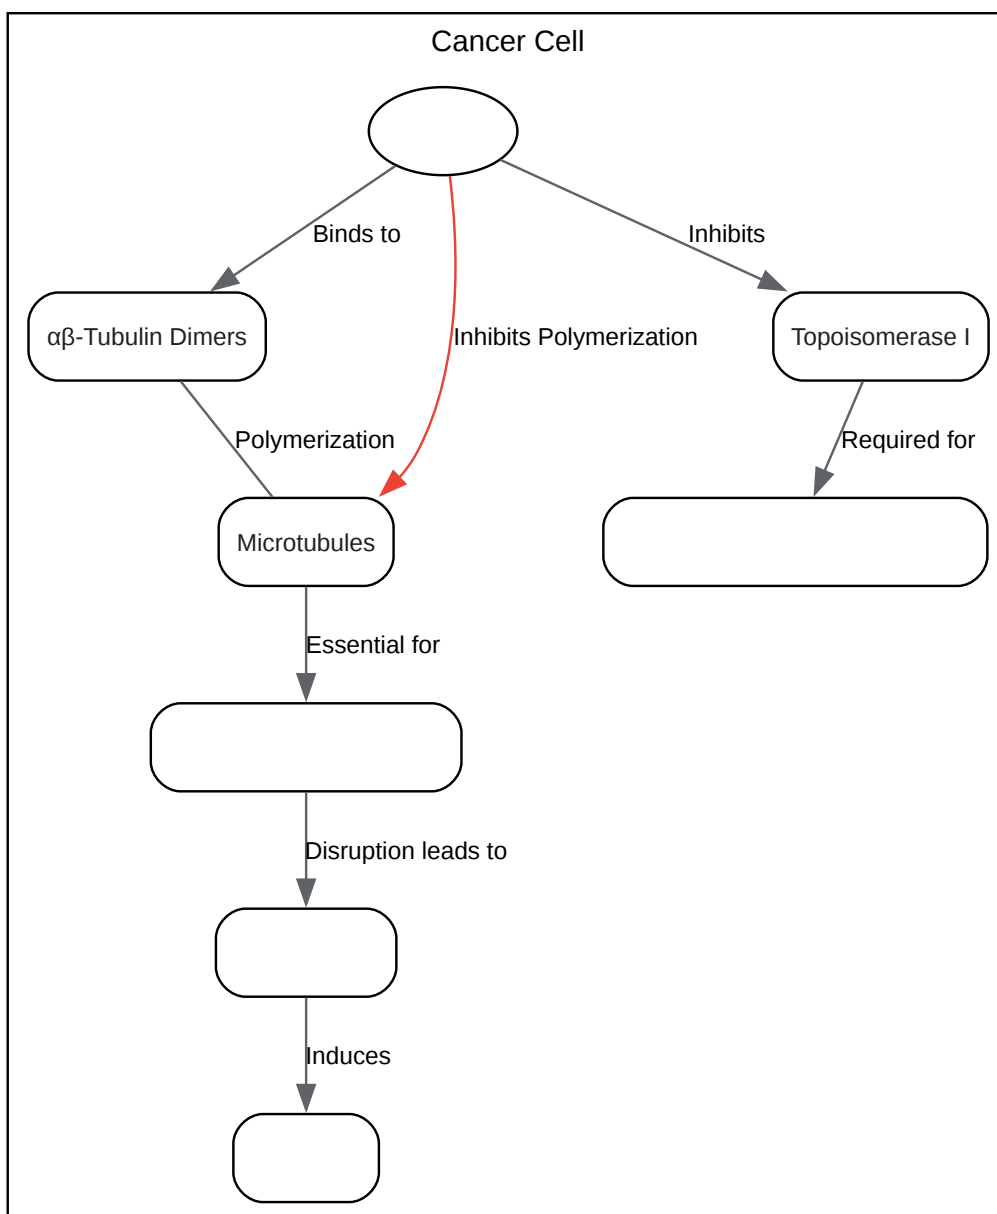 Cancer Cell
Binds to
Inhibits
αβ-Tubulin Dimers
Inhibits Polymerization
Topoisomerase I
Polymerization
Required for
Microtubules
Essential for
Disruption leads to
Induces